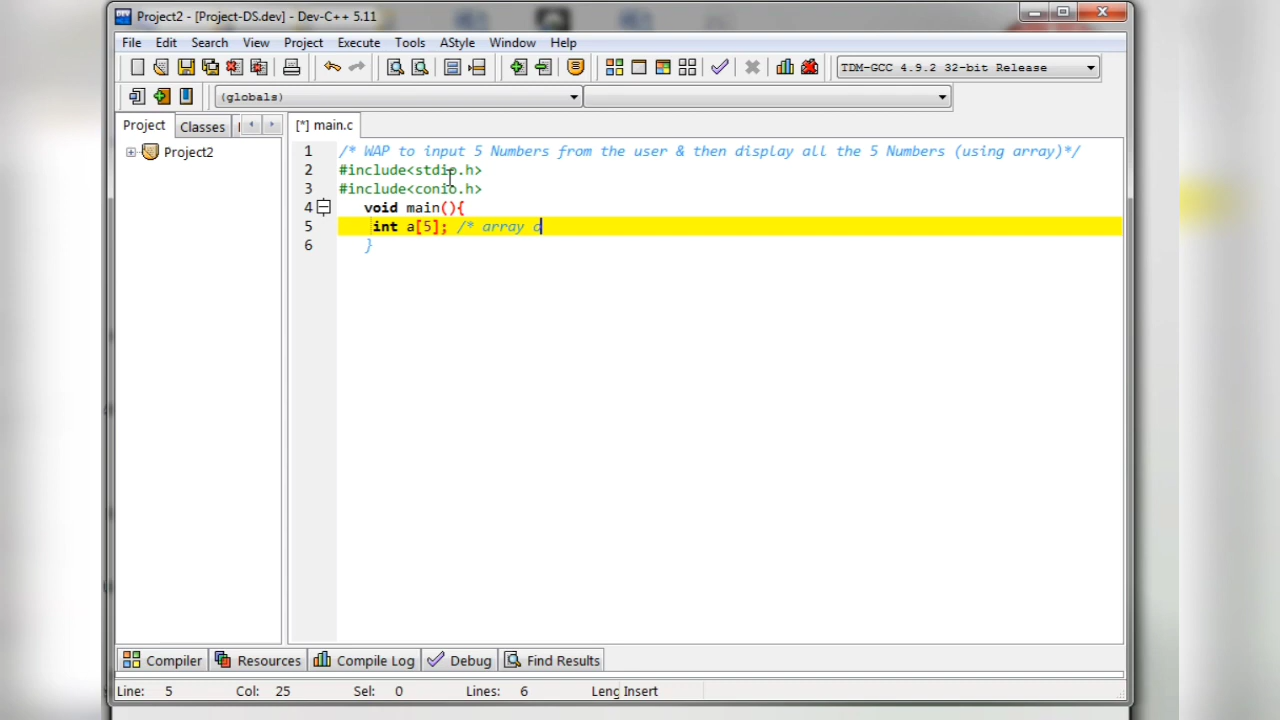 Project2 - [Project-DS.dev] - Dev-C++ 5.11
File Edit Search View Project Execute Tools AStyle Window Help
TDM-GCC 4.9.2 32-bit Release
(globals)
Project Classes [*] main.c
Project2
1 /* WAP to input 5 Numbers from the user & then display all the 5 Numbers (using array)*/
2 #include<stdio.h>
3 #include<conio.h>
4 void main(){
5 int a[5]; /* array a
6 }
Compiler Resources Compile Log Debug Find Results
Line: 5 Col: 25 Sel: 0 Lines: 6 Leng Insert